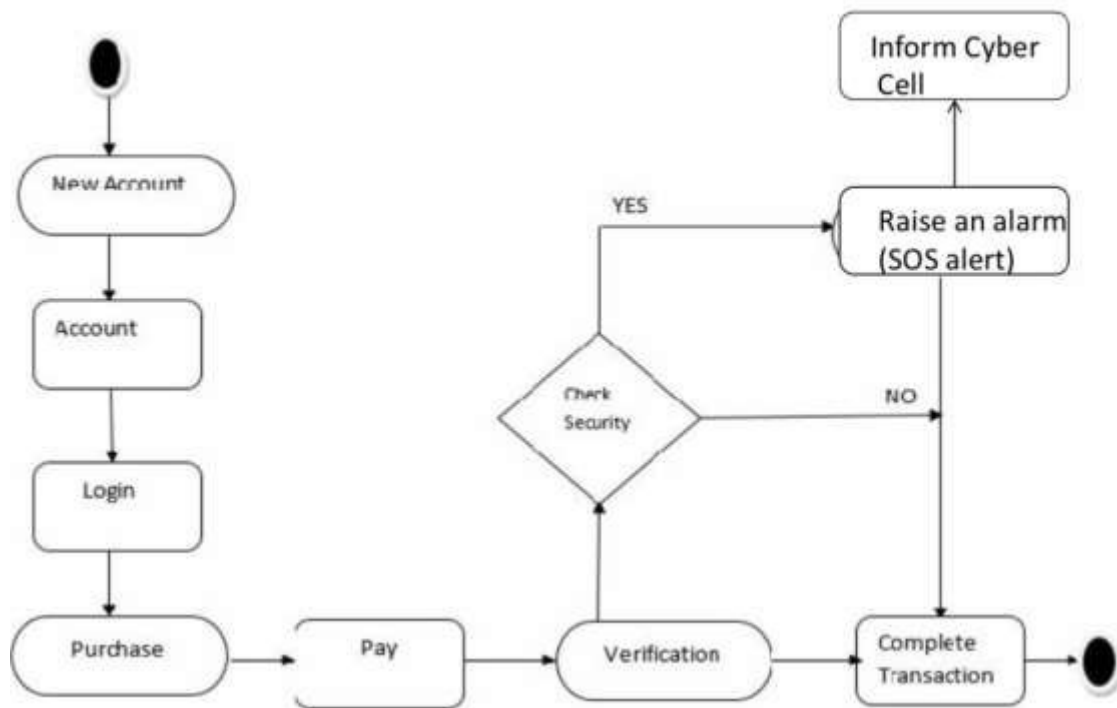 Inform Cyber
Cell
New Account
YES
Raise an alarm
(SOS alert)
Account
Check
Security
NO
Login
Purchase
Pay
Verification
Complete
Transaction